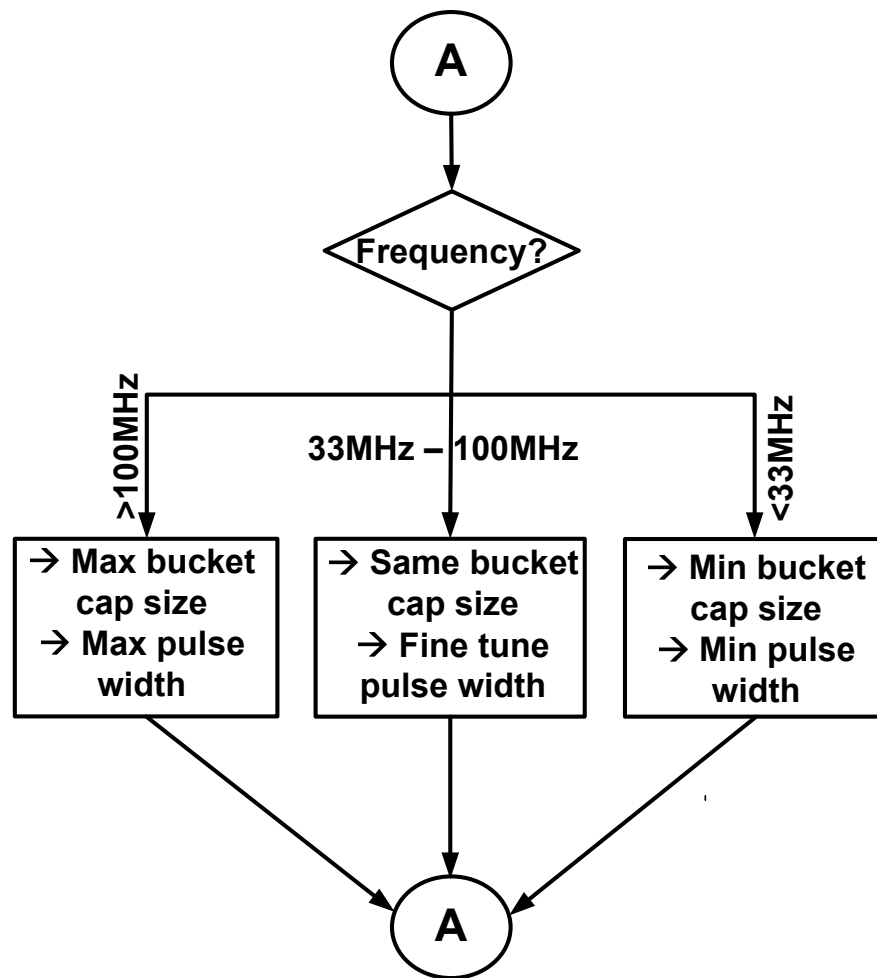 A
Frequency?
>100MHz
33MHz – 100MHz
<33MHz
→ Max bucket
cap size
→ Max pulse
width
→ Same bucket
cap size
→ Fine tune
pulse width
→ Min bucket
cap size
→ Min pulse
width
A